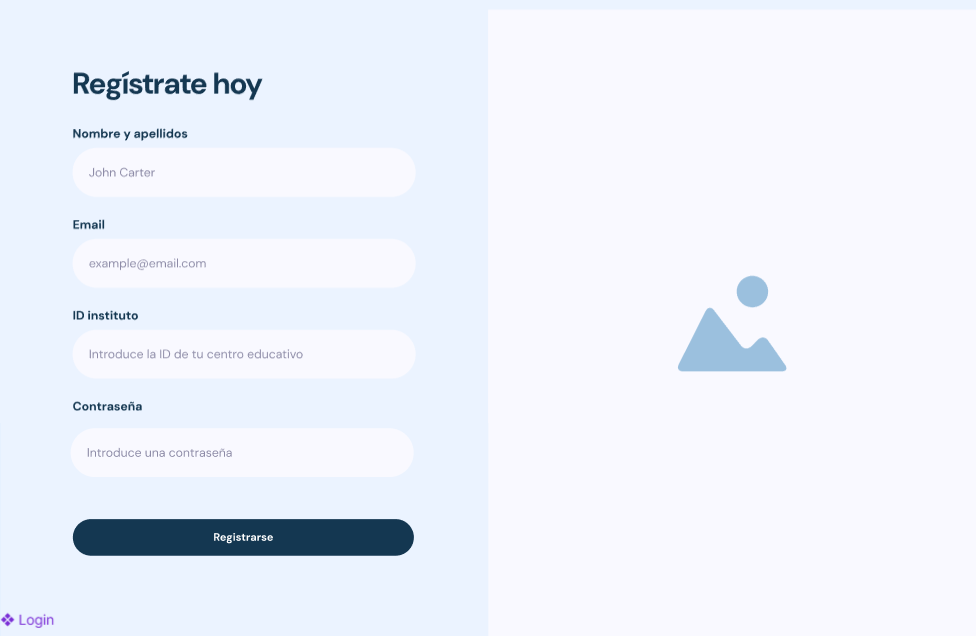 Regístrate hoy
Nombre y apellidos
John Carter
Email
example@email.com
ID instituto
Introduce la ID de tu centro educativo
Contraseña
Introduce una contraseña
Registrarse
Login